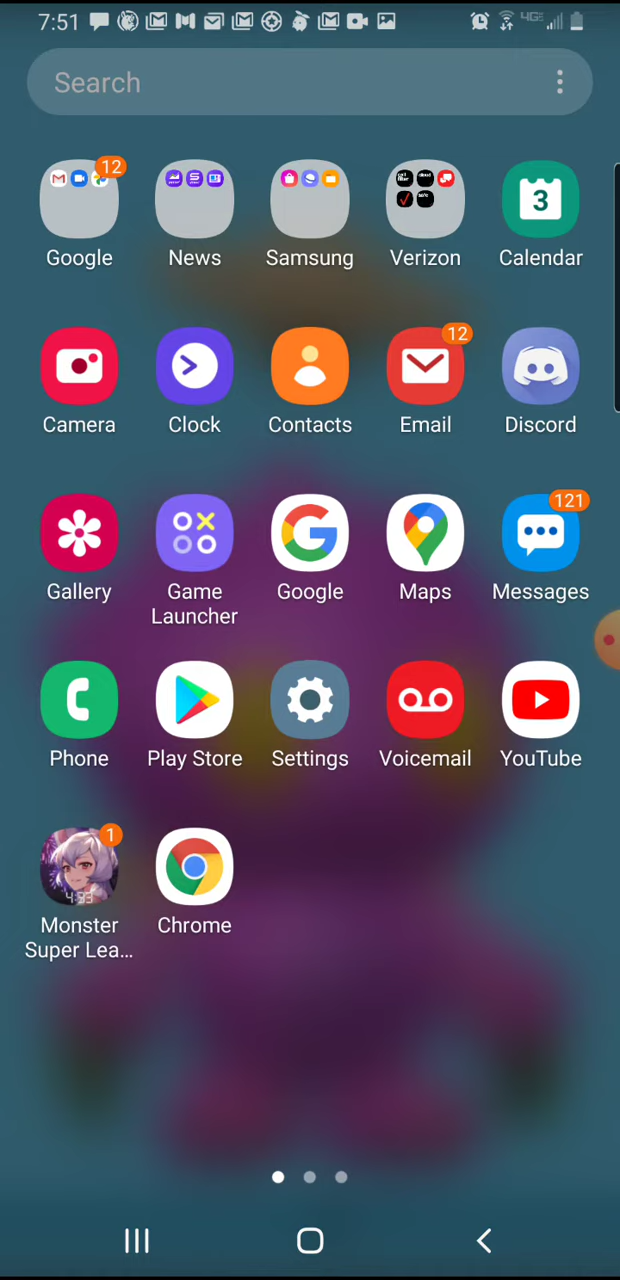 7:51
4GE
Search
12
Google
News
Samsung
Verizon
3
Calendar
Camera
Clock
Contacts
12
Email
Discord
Gallery
Game
Launcher
Google
Maps
121
Messages
Phone
Play Store
Settings
Voicemail
YouTube
1
Monster
Super Lea...
Chrome